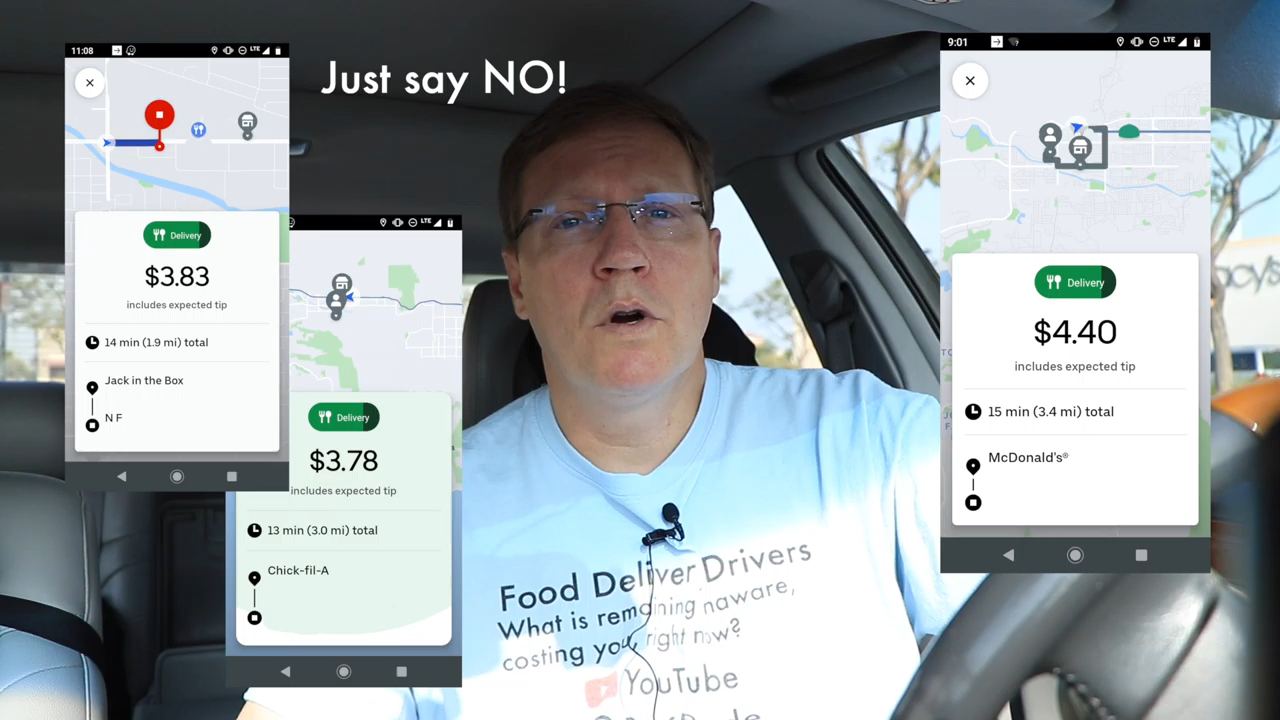 Just say NO!
11:08
LTE
Delivery
$3.83
includes expected tip
14 min (1.9 mi) total
Jack in the Box
N F
LTE
Delivery
$3.78
includes expected tip
13 min (3.0 mi) total
Chick-fil-A
9:01
LTE
Delivery
$4.40
includes expected tip
15 min (3.4 mi) total
McDonald's®
Food Deliver Drivers
What is remaining naware,
costing you, right now?
YouTube